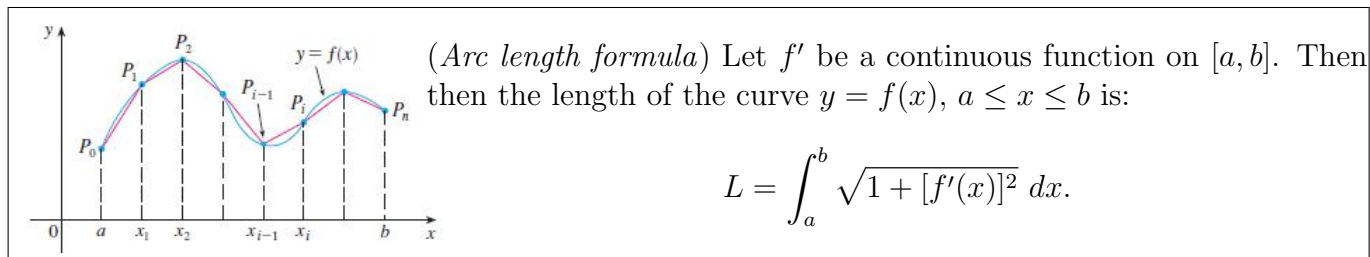 y
P₂
y = f(x)
P₁
Pᵢ₋₁
Pᵢ
Pₙ
P₀
0 a x₁ x₂ xᵢ₋₁ xᵢ b x
(Arc length formula) Let f′ be a continuous function on [a, b]. Then
then the length of the curve y = f(x), a ≤ x ≤ b is:
L = ∫ₐᵇ √(1 + [f′(x)]²) dx.